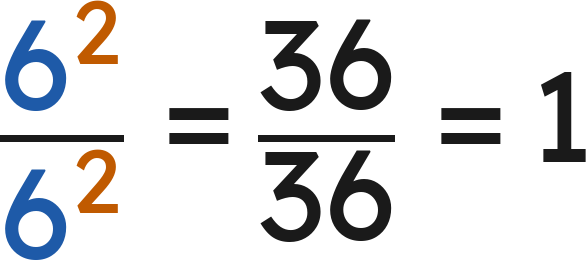 6² / 6² = 36 / 36 = 1